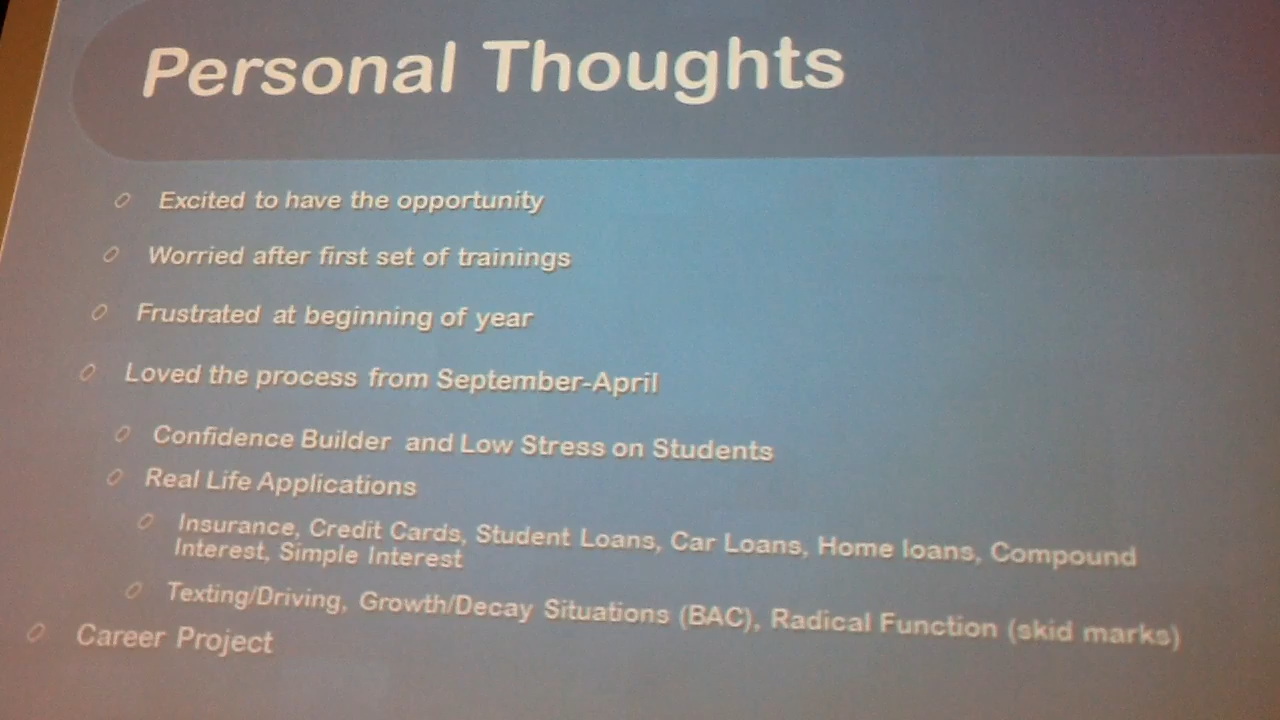 Personal Thoughts
Excited to have the opportunity
Worried after first set of trainings
Frustrated at beginning of year
Loved the process from September-April
Confidence Builder and Low Stress on Students
Real Life Applications
Insurance, Credit Cards, Student Loans, Car Loans, Home loans, Compound
Interest, Simple Interest
Texting/Driving, Growth/Decay Situations (BAC), Radical Function (skid marks)
Career Project